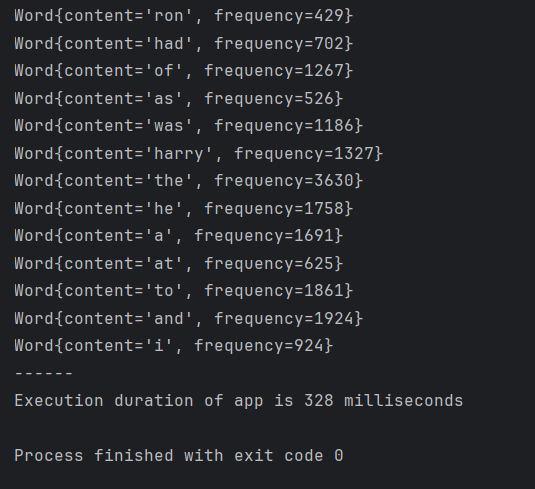 Word{content='ron', frequency=429}
Word{content='had', frequency=702}
Word{content='of', frequency=1267}
Word{content='as', frequency=526}
Word{content='was', frequency=1186}
Word{content='harry', frequency=1327}
Word{content='the', frequency=3630}
Word{content='he', frequency=1758}
Word{content='a', frequency=1691}
Word{content='at', frequency=625}
Word{content='to', frequency=1861}
Word{content='and', frequency=1924}
Word{content='i', frequency=924}
------
Execution duration of app is 328 milliseconds
Process finished with exit code 0